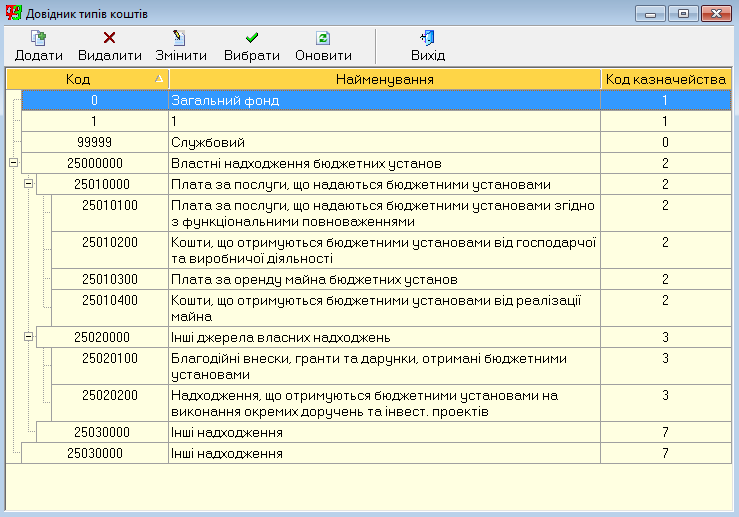 Довідник типів коштів
Додати Видалити Змінити Вибрати Оновити Вихід
Код Найменування Код казначейства
0 Загальний фонд 1
1 1 1
99999 Службовий 0
25000000 Властні надходження бюджетних установ 2
25010000 Плата за послуги, що надаються бюджетними установами 2
25010100 Плата за послуги, що надаються бюджетними установами згідно 2
з функціональними повноваженнями
25010200 Кошти, що отримуються бюджетними установами від господарчої 2
та виробничої діяльності
25010300 Плата за оренду майна бюджетних установ 2
25010400 Кошти, що отримуються бюджетними установами від реалізації 2
майна
25020000 Інші джерела власних надходжень 3
25020100 Благодійні внески, гранти та дарунки, отримані бюджетними 3
установами
25020200 Надходження, що отримуються бюджетними установами на 3
виконання окремих доручень та інвест. проектів
25030000 Інші надходження 7
25030000 Інші надходження 7